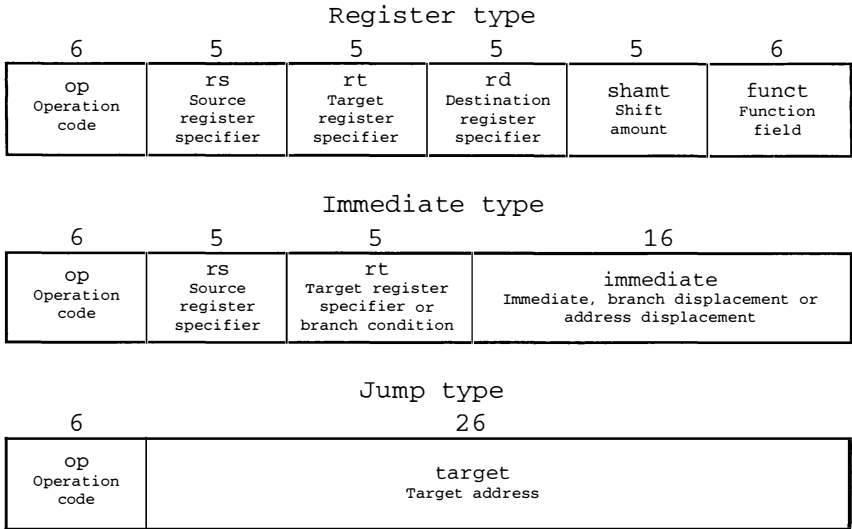 Register type
6 5 5 5 5 6
op rs rt rd shamt funct
Operation code
Source register specifier
Target register specifier
Destination register specifier
Shift amount
Function field
Immediate type
6 5 5 16
op rs rt immediate
Operation code
Source register specifier
Target register specifier or branch condition
Immediate, branch displacement or address displacement
Jump type
6 26
op target
Operation code
Target address